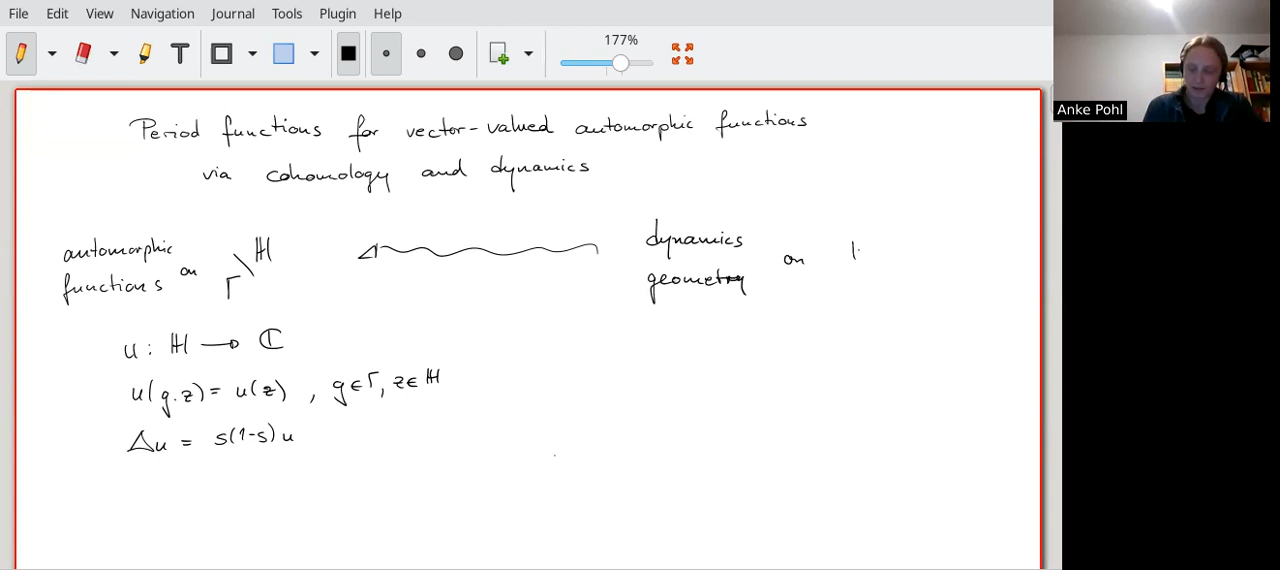 File Edit View Navigation Journal Tools Plugin Help
177%
Anke Pohl
Period functions for vector-valued automorphic functions
via cohomology and dynamics
automorphic functions on Γ\ℍ
dynamics geometry on
u : ℍ → ℂ
u(g.z) = u(z) , g∈Γ, z∈ℍ
Δu = s(1-s)u